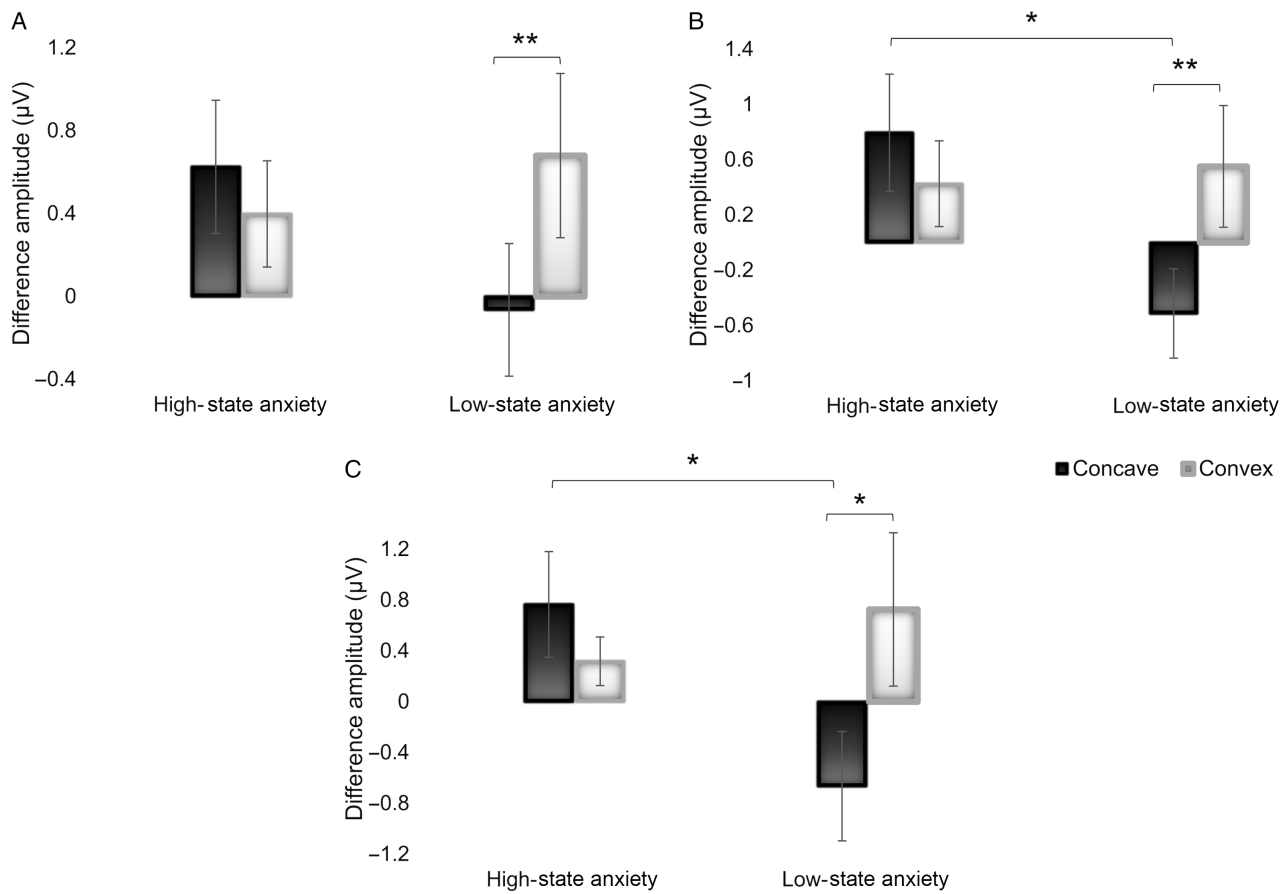 A
Difference amplitude (µV)
1.2
0.8
0.4
0
–0.4
**
High-state anxiety
Low-state anxiety
B
Difference amplitude (µV)
1.4
1
0.6
0.2
–0.2
–0.6
–1
*
**
High-state anxiety
Low-state anxiety
Concave
Convex
C
Difference amplitude (µV)
1.2
0.8
0.4
0
–0.4
–0.8
–1.2
*
*
High-state anxiety
Low-state anxiety